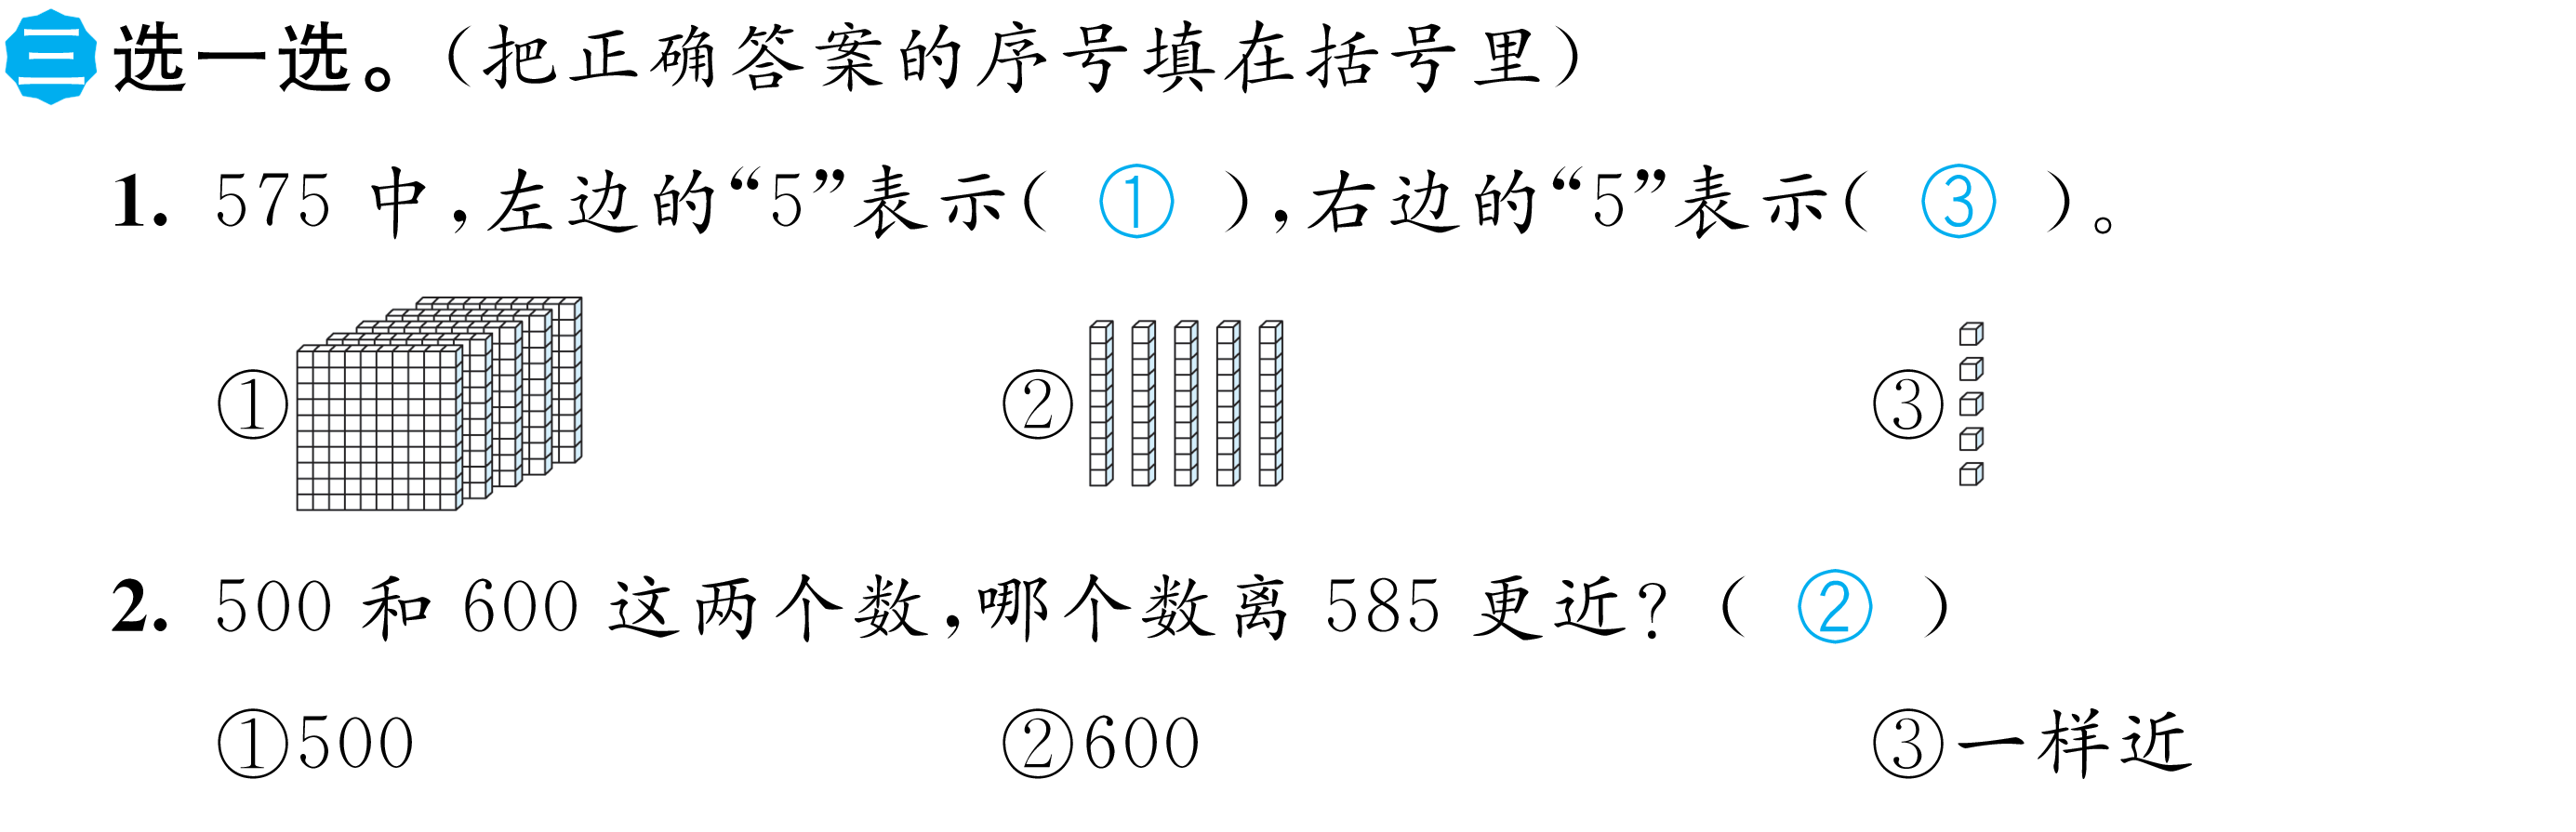 三 选一选。(把正确答案的序号填在括号里)
1. 575 中,左边的“5”表示( ① ),右边的“5”表示( ③ )。
① ② ③
2. 500 和 600 这两个数,哪个数离 585 更近?( ② )
①500 ②600 ③一样近